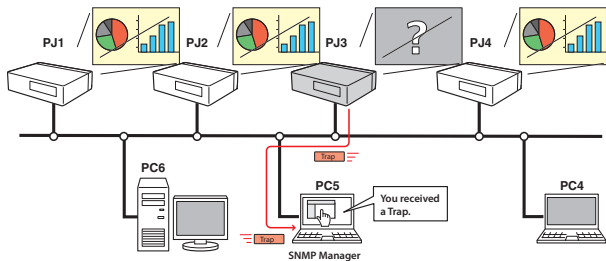 PJ1
PJ2
PJ3
?
PJ4
Trap
PC6
PC5
You received
a Trap.
PC4
Trap
SNMP Manager